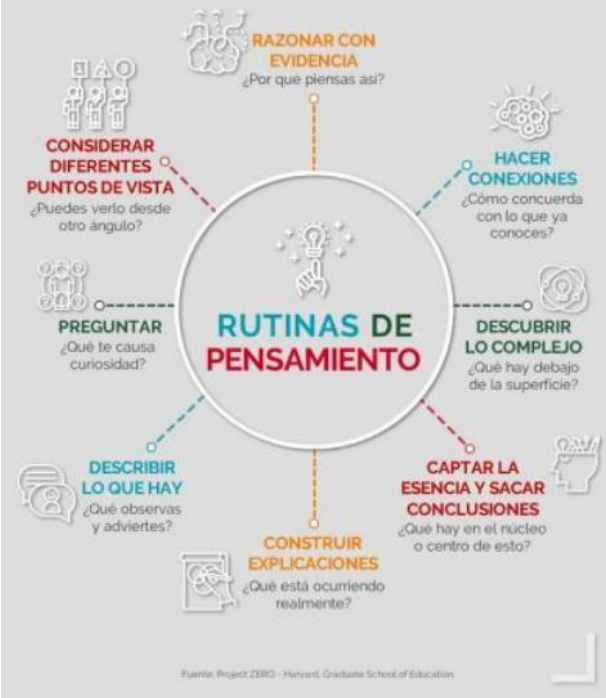 RAZONAR CON
EVIDENCIA
¿Por qué piensas así?
HACER
CONEXIONES
¿Cómo concuerda
con lo que ya
conoces?
DESCUBRIR
LO COMPLEJO
¿Qué hay debajo
de la superficie?
CAPTAR LA
ESENCIA Y SACAR
CONCLUSIONES
¿Qué hay en el núcleo
o centro de esto?
CONSTRUIR
EXPLICACIONES
¿Qué está ocurriendo
realmente?
DESCRIBIR
LO QUE HAY
¿Qué observas
y adviertes?
PREGUNTAR
¿Qué te causa
curiosidad?
CONSIDERAR
DIFERENTES
PUNTOS DE VISTA
¿Puedes verlo desde
otro ángulo?
RUTINAS DE
PENSAMIENTO
Fuente: Project ZERO - Harvard, Graduate School of Education